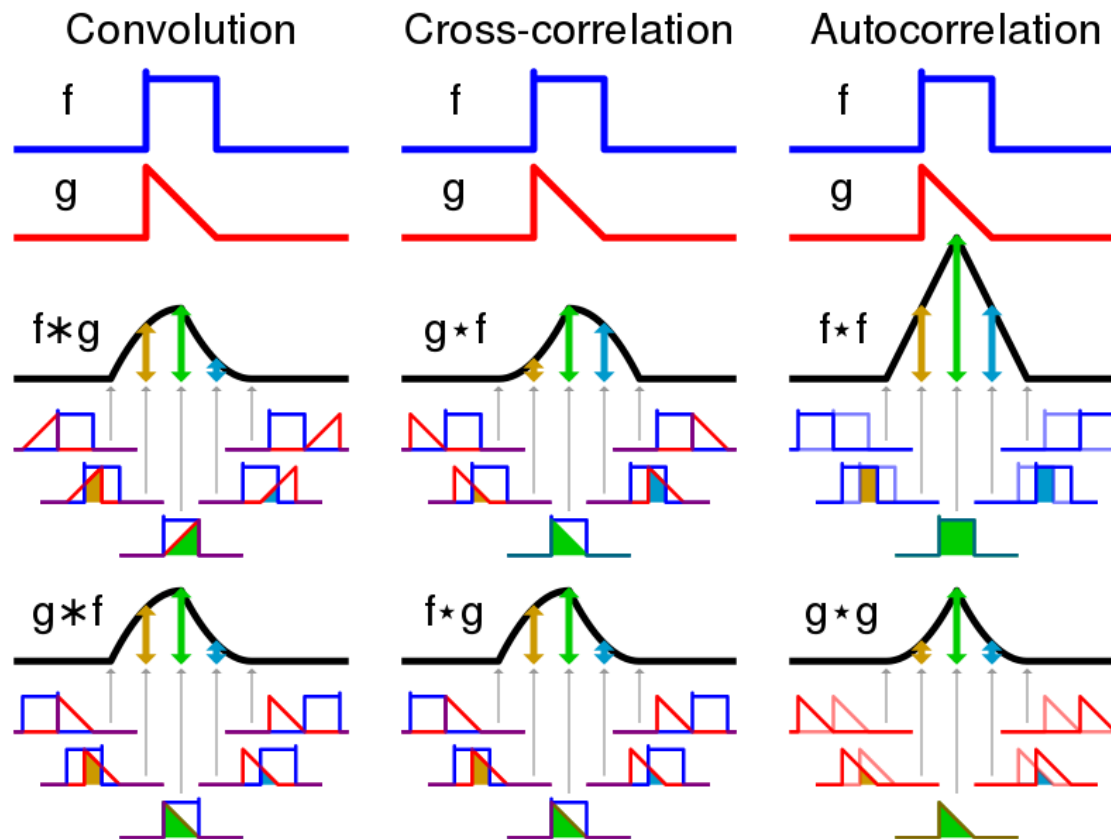 Convolution Cross-correlation Autocorrelation
f f f
g g g
f∗g g⋆f f⋆f
g∗f f⋆g g⋆g